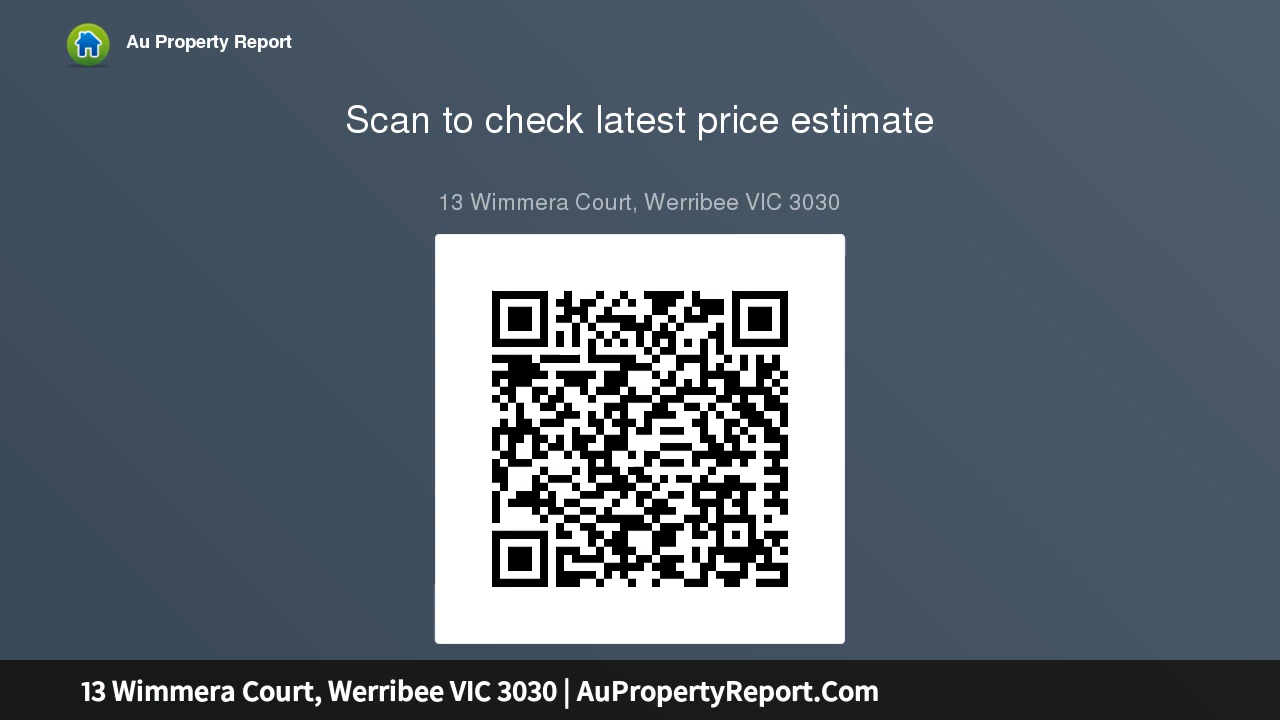 Au Property Report
Scan to check latest price estimate
13 Wimmera Court, Werribee VIC 3030
13 Wimmera Court, Werribee VIC 3030 | AuPropertyReport.Com